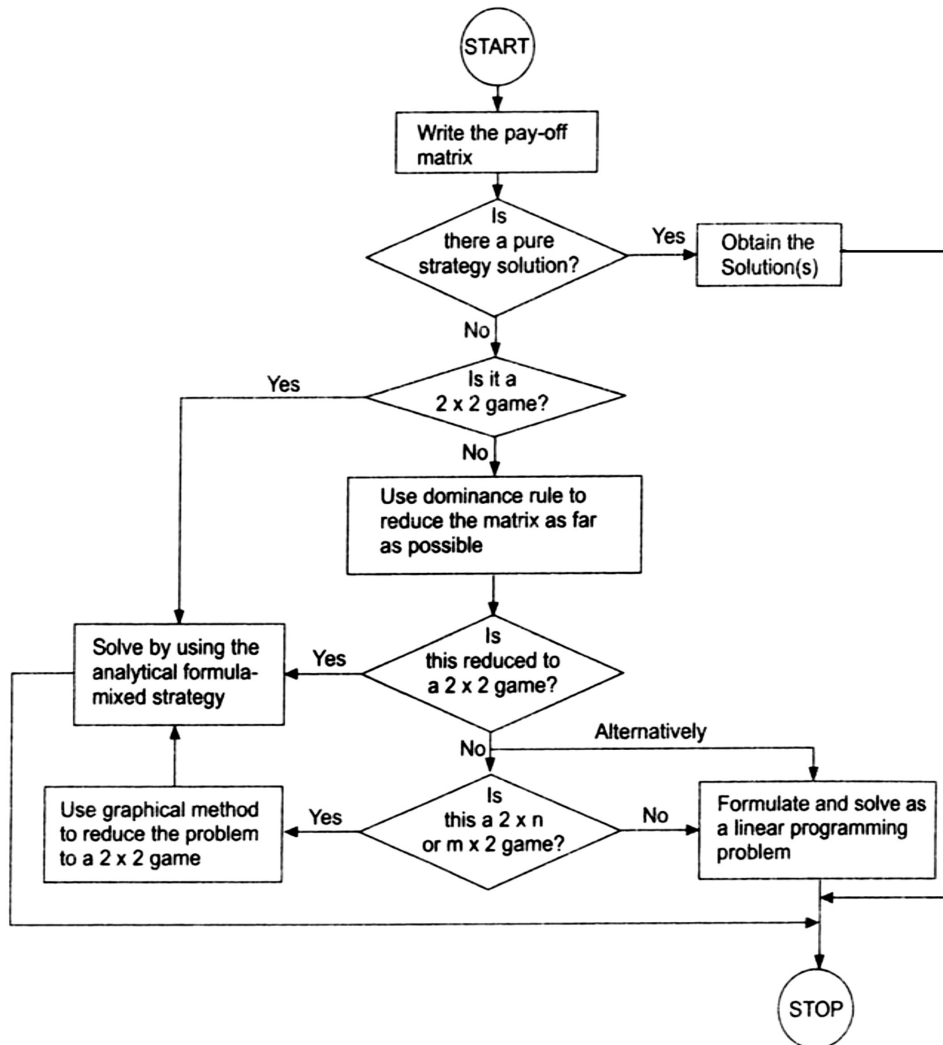 START
Write the pay-off
matrix
Is
there a pure
strategy solution?
Yes
Obtain the
Solution(s)
No
Is it a
2 x 2 game?
Yes
No
Use dominance rule to
reduce the matrix as far
as possible
Is
this reduced to
a 2 x 2 game?
Yes
Solve by using the
analytical formula-
mixed strategy
No
Alternatively
Is
this a 2 x n
or m x 2 game?
Yes
Use graphical method
to reduce the problem
to a 2 x 2 game
No
Formulate and solve as
a linear programming
problem
STOP